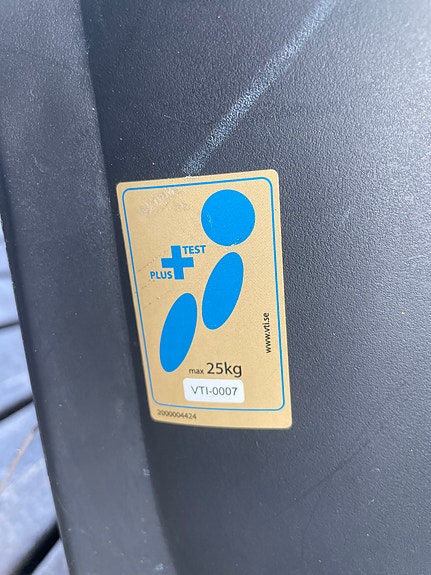 TEST
PLUS
www.vti.se
max 25kg
VTI-0007
2000004424